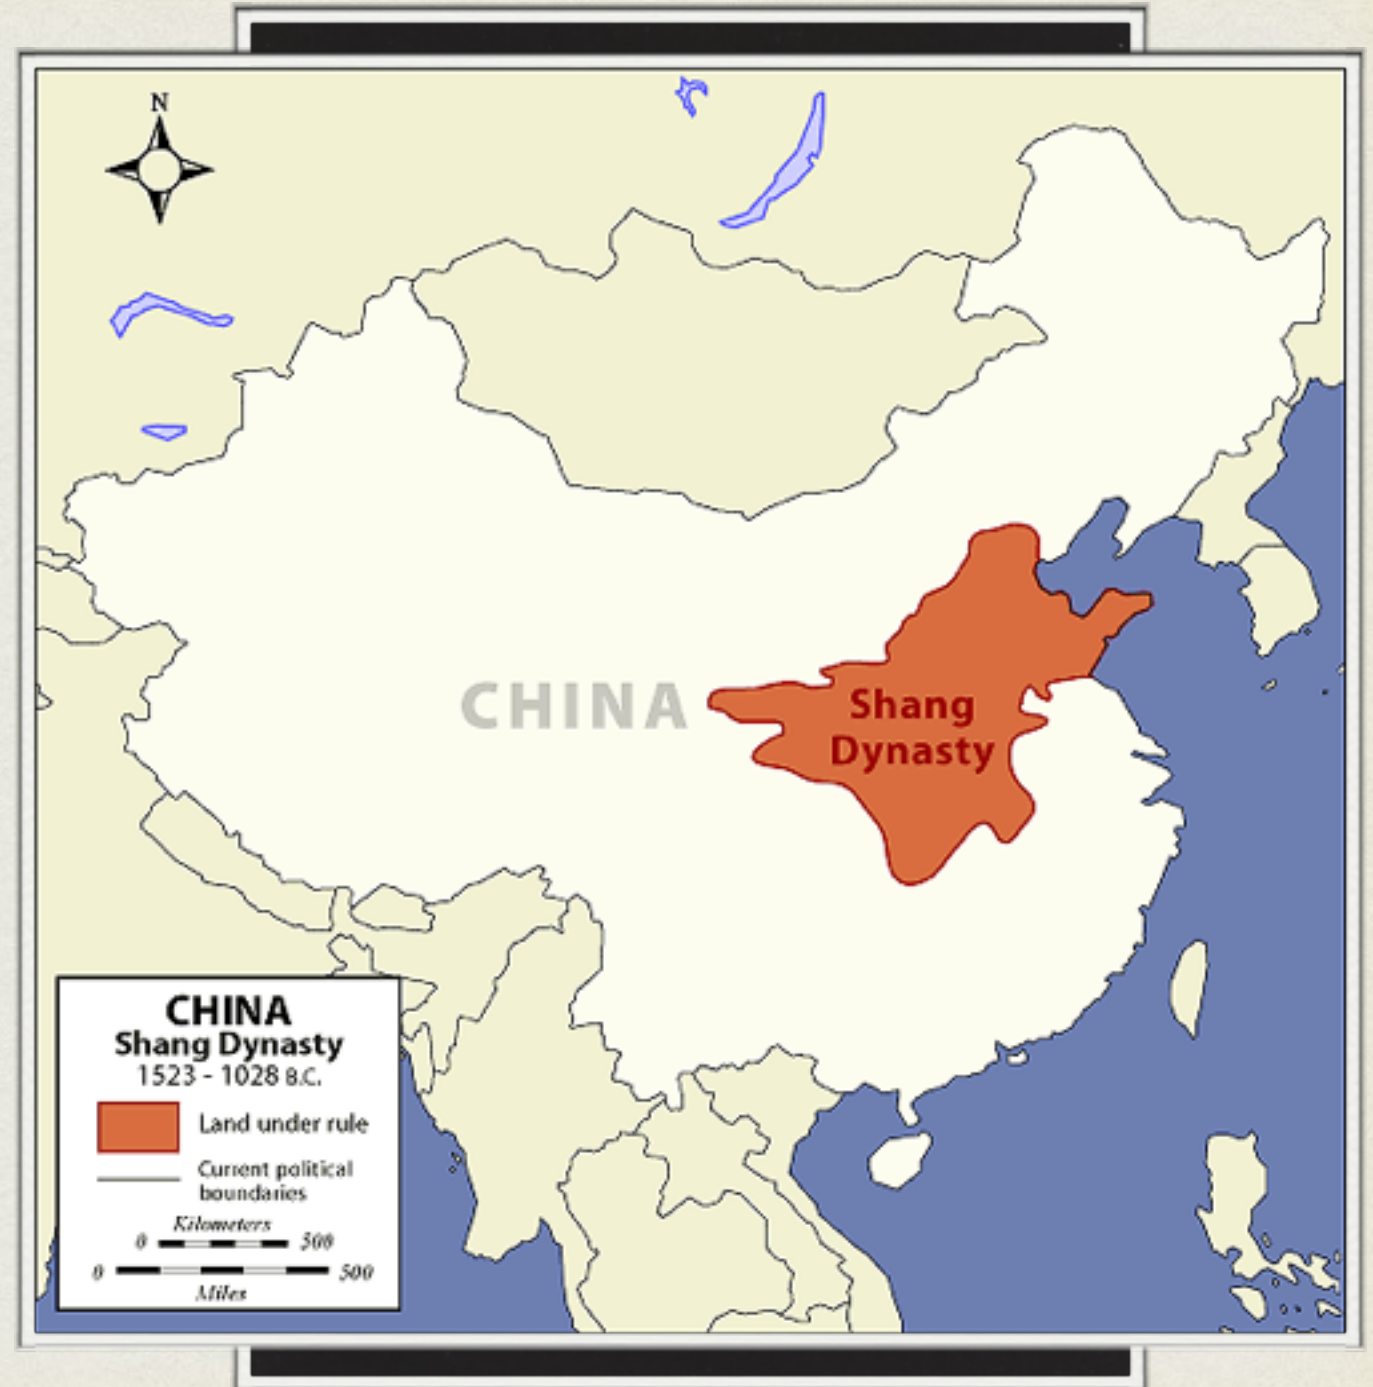 N
CHINA
Shang
Dynasty
CHINA
Shang Dynasty
1523 - 1028 B.C.
Land under rule
Current political
boundaries
Kilometers
0 500
0 500
Miles